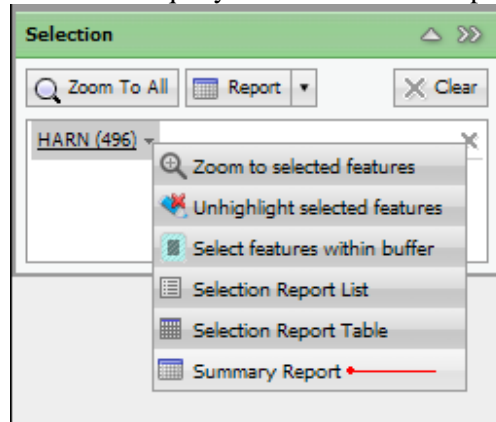 Selection
Zoom To All Report Clear
HARN (496)
Zoom to selected features
Unhighlight selected features
Select features within buffer
Selection Report List
Selection Report Table
Summary Report